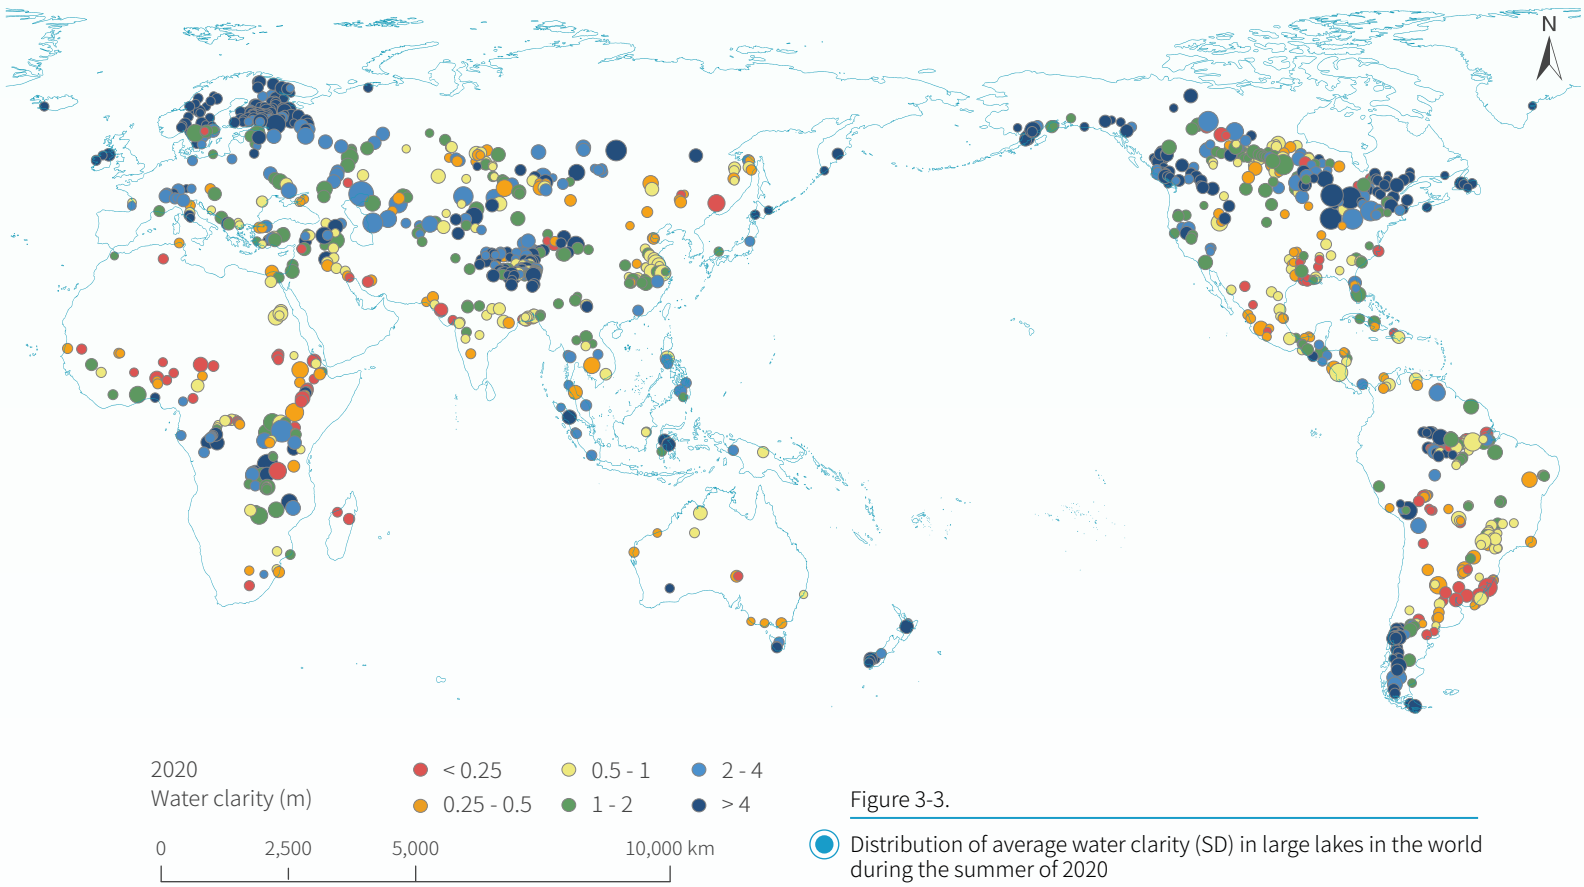 N
2020
Water clarity (m)
< 0.25
0.5 - 1
2 - 4
0.25 - 0.5
1 - 2
> 4
0
2,500
5,000
10,000 km
Figure 3-3.
Distribution of average water clarity (SD) in large lakes in the world
during the summer of 2020